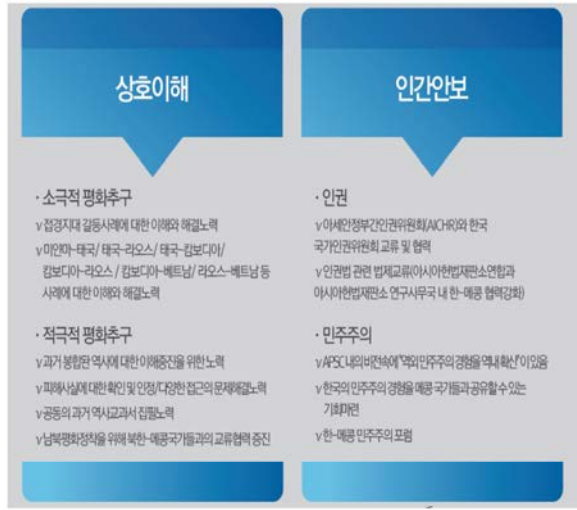 상호이해
· 소극적 평화추구
v 접경지대 갈등사례에 대한 이해와 해결노력
v 미얀마-태국/ 태국-라오스/ 태국-캄보디아/
캄보디아-라오스 / 캄보디아-베트남/ 라오스-베트남 등
사례에 대한 이해와 해결노력
· 적극적 평화추구
v 과거 봉합된 역사에 대한 이해증진을 위한 노력
v 피해사실에 대한 확인 및 인정/다양한 접근의 문제해결노력
v 공동의 과거 역사교과서 집필노력
v 남북평화정착을 위해 북한-메콩국가들과의 교류협력 증진
인간안보
· 인권
v 아세안정부간인권위원회(AICHR)와 한국
국가인권위원회 교류 및 협력
v 인권법 관련 법제교류(아시아헌법재판소연합과
아시아헌법재판소 연구사무국 내 한-메콩 협력강화)
· 민주주의
v APSC 내의 비전속에 "역외 민주주의 경험을 역내 확산"이 있음
v 한국의 민주주의 경험을 메콩 국가들과 공유할 수 있는
기회마련
v 한-메콩 민주주의 포럼